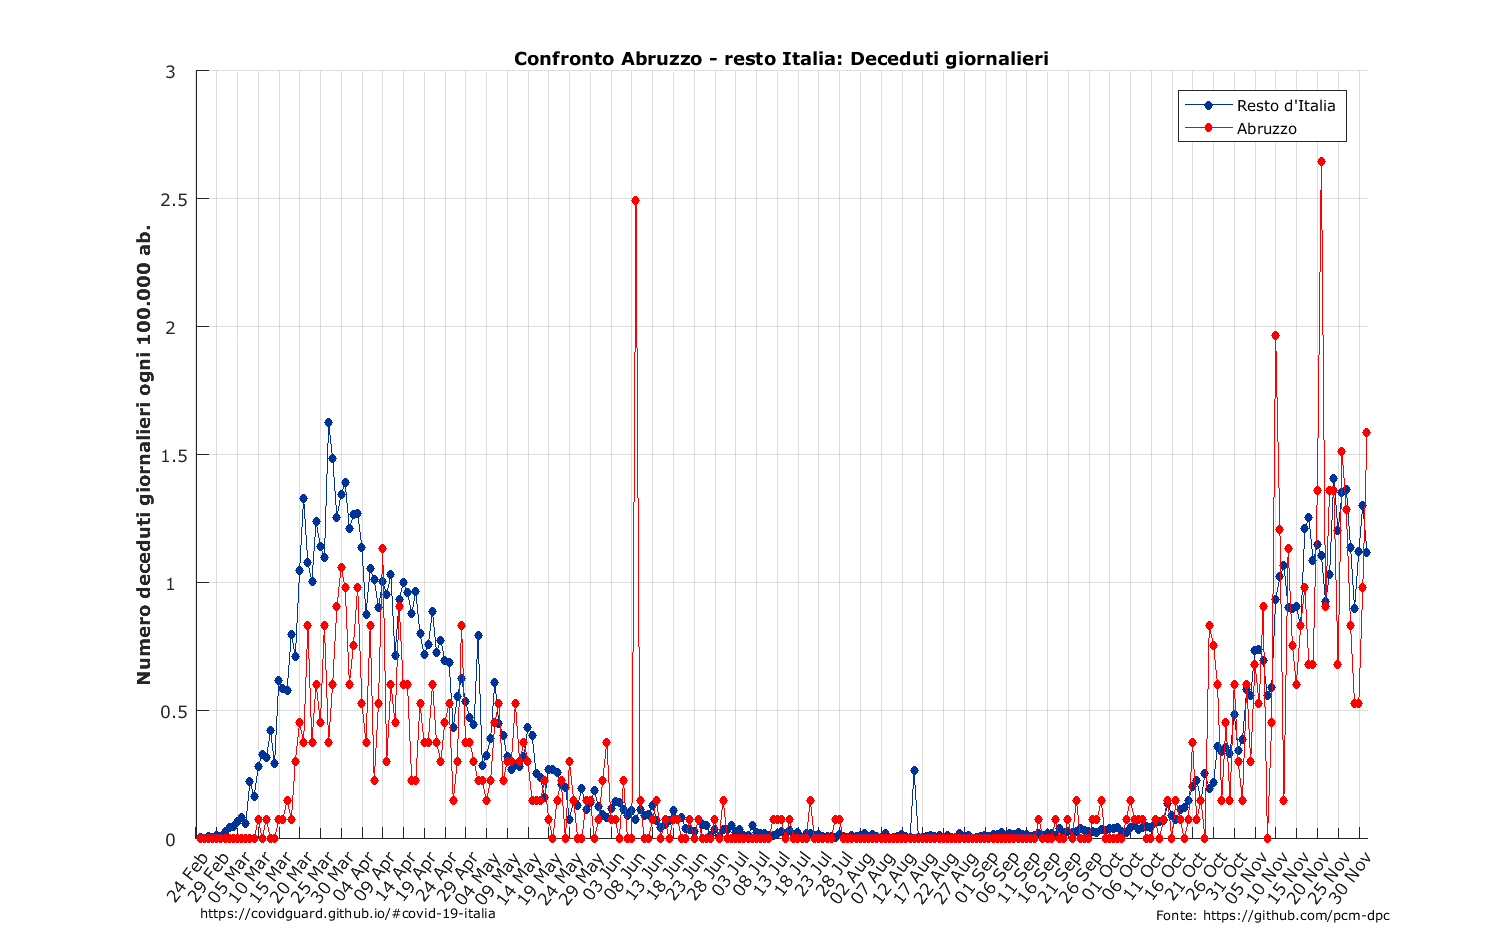 Confronto Abruzzo - resto Italia: Deceduti giornalieri
Resto d'Italia
Abruzzo
Numero deceduti giornalieri ogni 100.000 ab.
3
2.5
2
1.5
1
0.5
0
24 Feb
29 Feb
05 Mar
10 Mar
15 Mar
20 Mar
25 Mar
30 Mar
04 Apr
09 Apr
14 Apr
19 Apr
24 Apr
29 Apr
04 May
09 May
14 May
19 May
24 May
29 May
03 Jun
08 Jun
13 Jun
18 Jun
23 Jun
28 Jun
03 Jul
08 Jul
13 Jul
18 Jul
23 Jul
28 Jul
02 Aug
07 Aug
12 Aug
17 Aug
22 Aug
27 Aug
01 Sep
06 Sep
11 Sep
16 Sep
21 Sep
26 Sep
01 Oct
06 Oct
11 Oct
16 Oct
21 Oct
26 Oct
31 Oct
05 Nov
10 Nov
15 Nov
20 Nov
25 Nov
30 Nov
https://covidguard.github.io/#covid-19-italia
Fonte: https://github.com/pcm-dpc